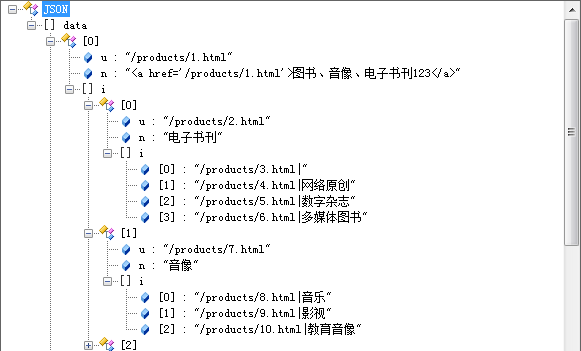 JSON
[] data
[0]
u : "/products/1.html"
n : "<a href='/products/1.html'>图书、音像、电子书刊123</a>"
[] i
[0]
u : "/products/2.html"
n : "电子书刊"
[] i
[0] : "/products/3.html|"
[1] : "/products/4.html|网络原创"
[2] : "/products/5.html|数字杂志"
[3] : "/products/6.html|多媒体图书"
[1]
u : "/products/7.html"
n : "音像"
[] i
[0] : "/products/8.html|音乐"
[1] : "/products/9.html|影视"
[2] : "/products/10.html|教育音像"
[2]